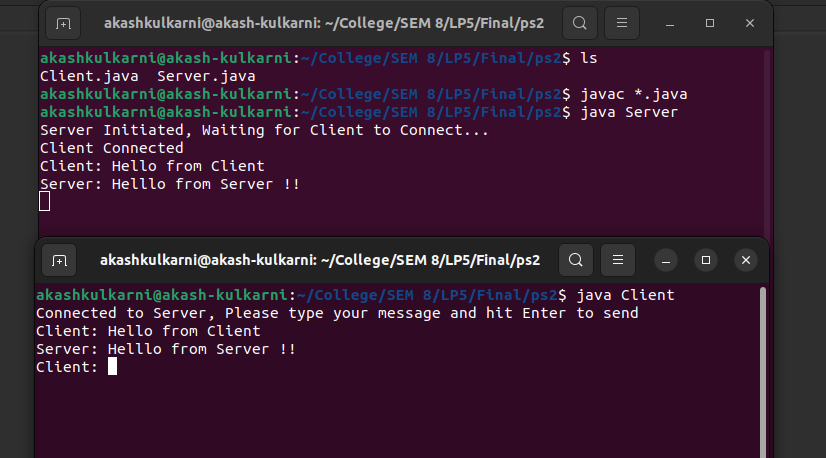 akashkulkarni@akash-kulkarni: ~/College/SEM 8/LP5/Final/ps2
akashkulkarni@akash-kulkarni:~/College/SEM 8/LP5/Final/ps2$ ls
Client.java  Server.java
akashkulkarni@akash-kulkarni:~/College/SEM 8/LP5/Final/ps2$ javac *.java
akashkulkarni@akash-kulkarni:~/College/SEM 8/LP5/Final/ps2$ java Server
Server Initiated, Waiting for Client to Connect...
Client Connected
Client: Hello from Client
Server: Helllo from Server !!
akashkulkarni@akash-kulkarni: ~/College/SEM 8/LP5/Final/ps2
akashkulkarni@akash-kulkarni:~/College/SEM 8/LP5/Final/ps2$ java Client
Connected to Server, Please type your message and hit Enter to send
Client: Hello from Client
Server: Helllo from Server !!
Client: